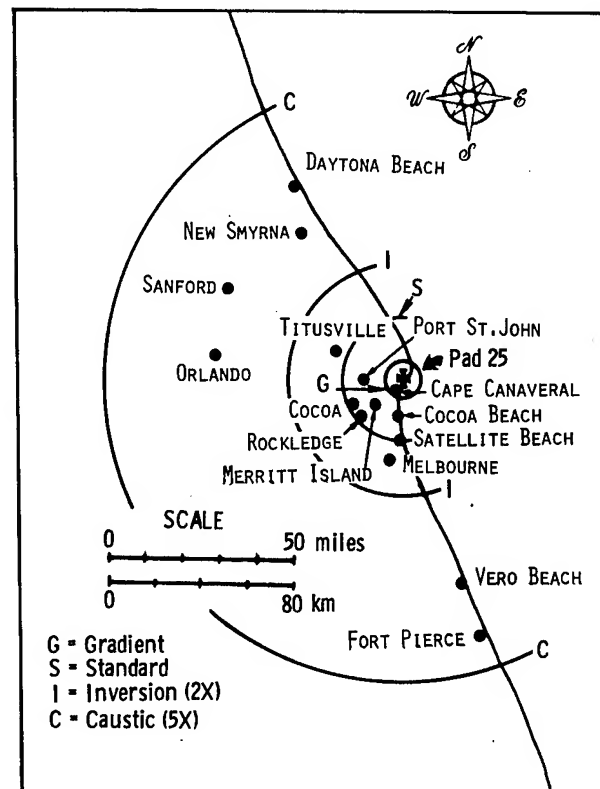 N
W E
S
C
DAYTONA BEACH
NEW SMYRNA
I
SANFORD
S
TITUSVILLE PORT ST.JOHN
Pad 25
ORLANDO
G CAPE CANAVERAL
COCOA COCOA BEACH
ROCKLEDGE SATELLITE BEACH
MERRITT ISLAND MELBOURNE
I
SCALE
0 50 miles
0 80 km
VERO BEACH
FORT PIERCE
C
G = Gradient
S = Standard
I = Inversion (2X)
C = Caustic (5X)